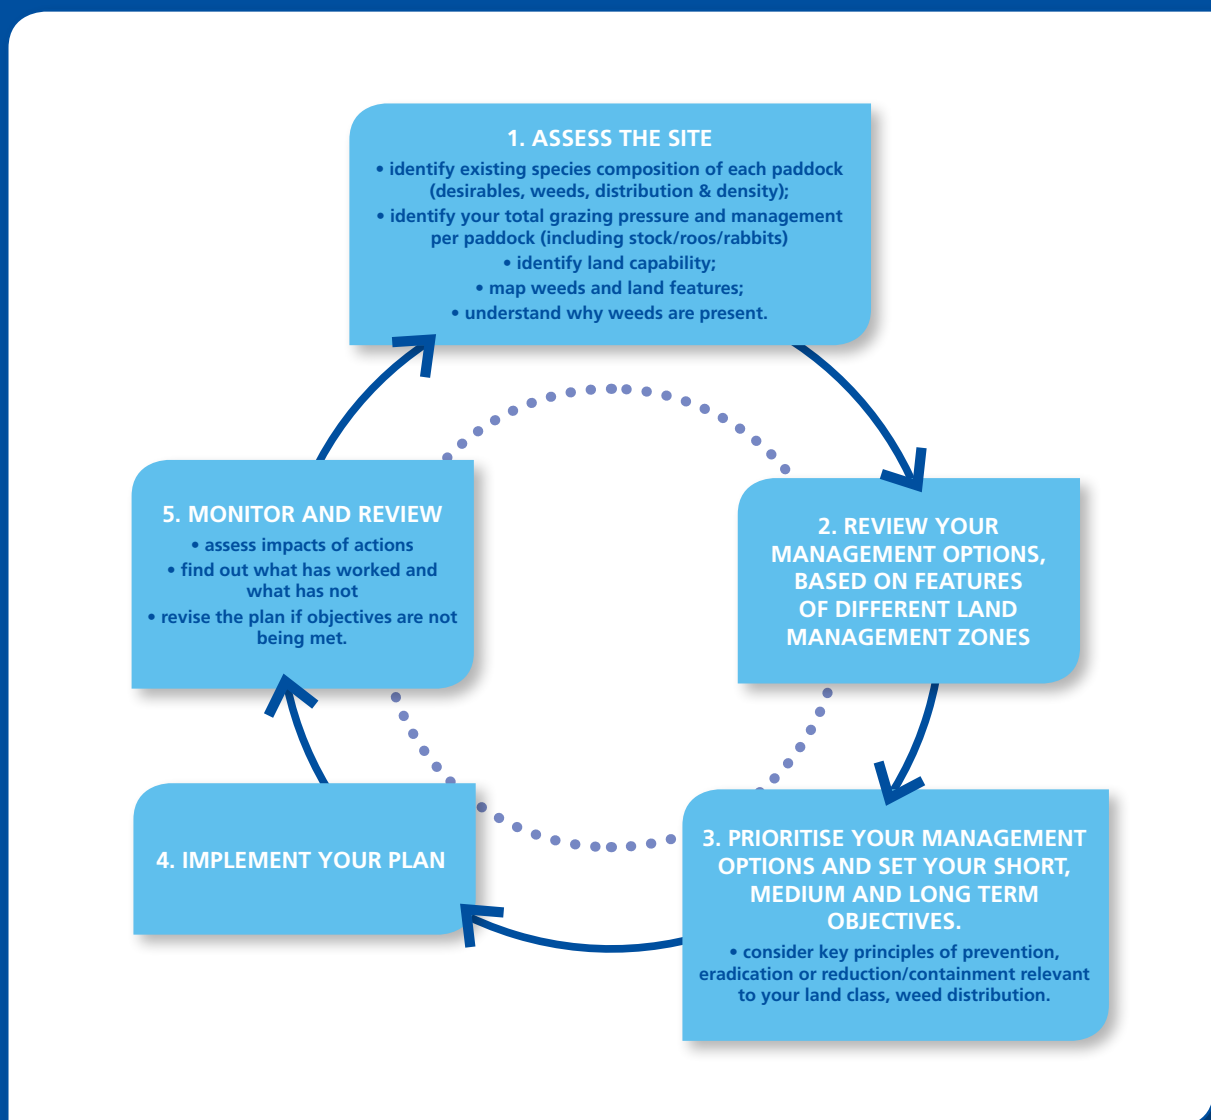 1. ASSESS THE SITE
• identify existing species composition of each paddock
(desirables, weeds, distribution & density);
• identify your total grazing pressure and management
per paddock (including stock/roos/rabbits)
• identify land capability;
• map weeds and land features;
• understand why weeds are present.
2. REVIEW YOUR
MANAGEMENT OPTIONS,
BASED ON FEATURES
OF DIFFERENT LAND
MANAGEMENT ZONES
3. PRIORITISE YOUR MANAGEMENT
OPTIONS AND SET YOUR SHORT,
MEDIUM AND LONG TERM
OBJECTIVES.
• consider key principles of prevention,
eradication or reduction/containment relevant
to your land class, weed distribution.
4. IMPLEMENT YOUR PLAN
5. MONITOR AND REVIEW
• assess impacts of actions
• find out what has worked and
what has not
• revise the plan if objectives are not
being met.